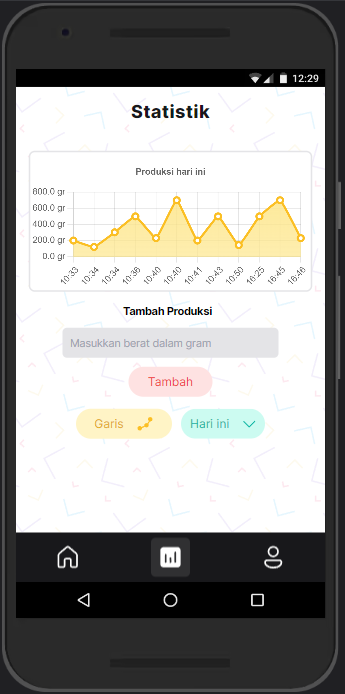 12:29
Statistik
Produksi hari ini
800.0 gr
600.0 gr
400.0 gr
200.0 gr
0.0 gr
10:33 10:34 10:34 10:36 10:40 10:40 10:41 10:43 10:50 16:25 16:45 16:46
Tambah Produksi
Masukkan berat dalam gram
Tambah
Garis
Hari ini